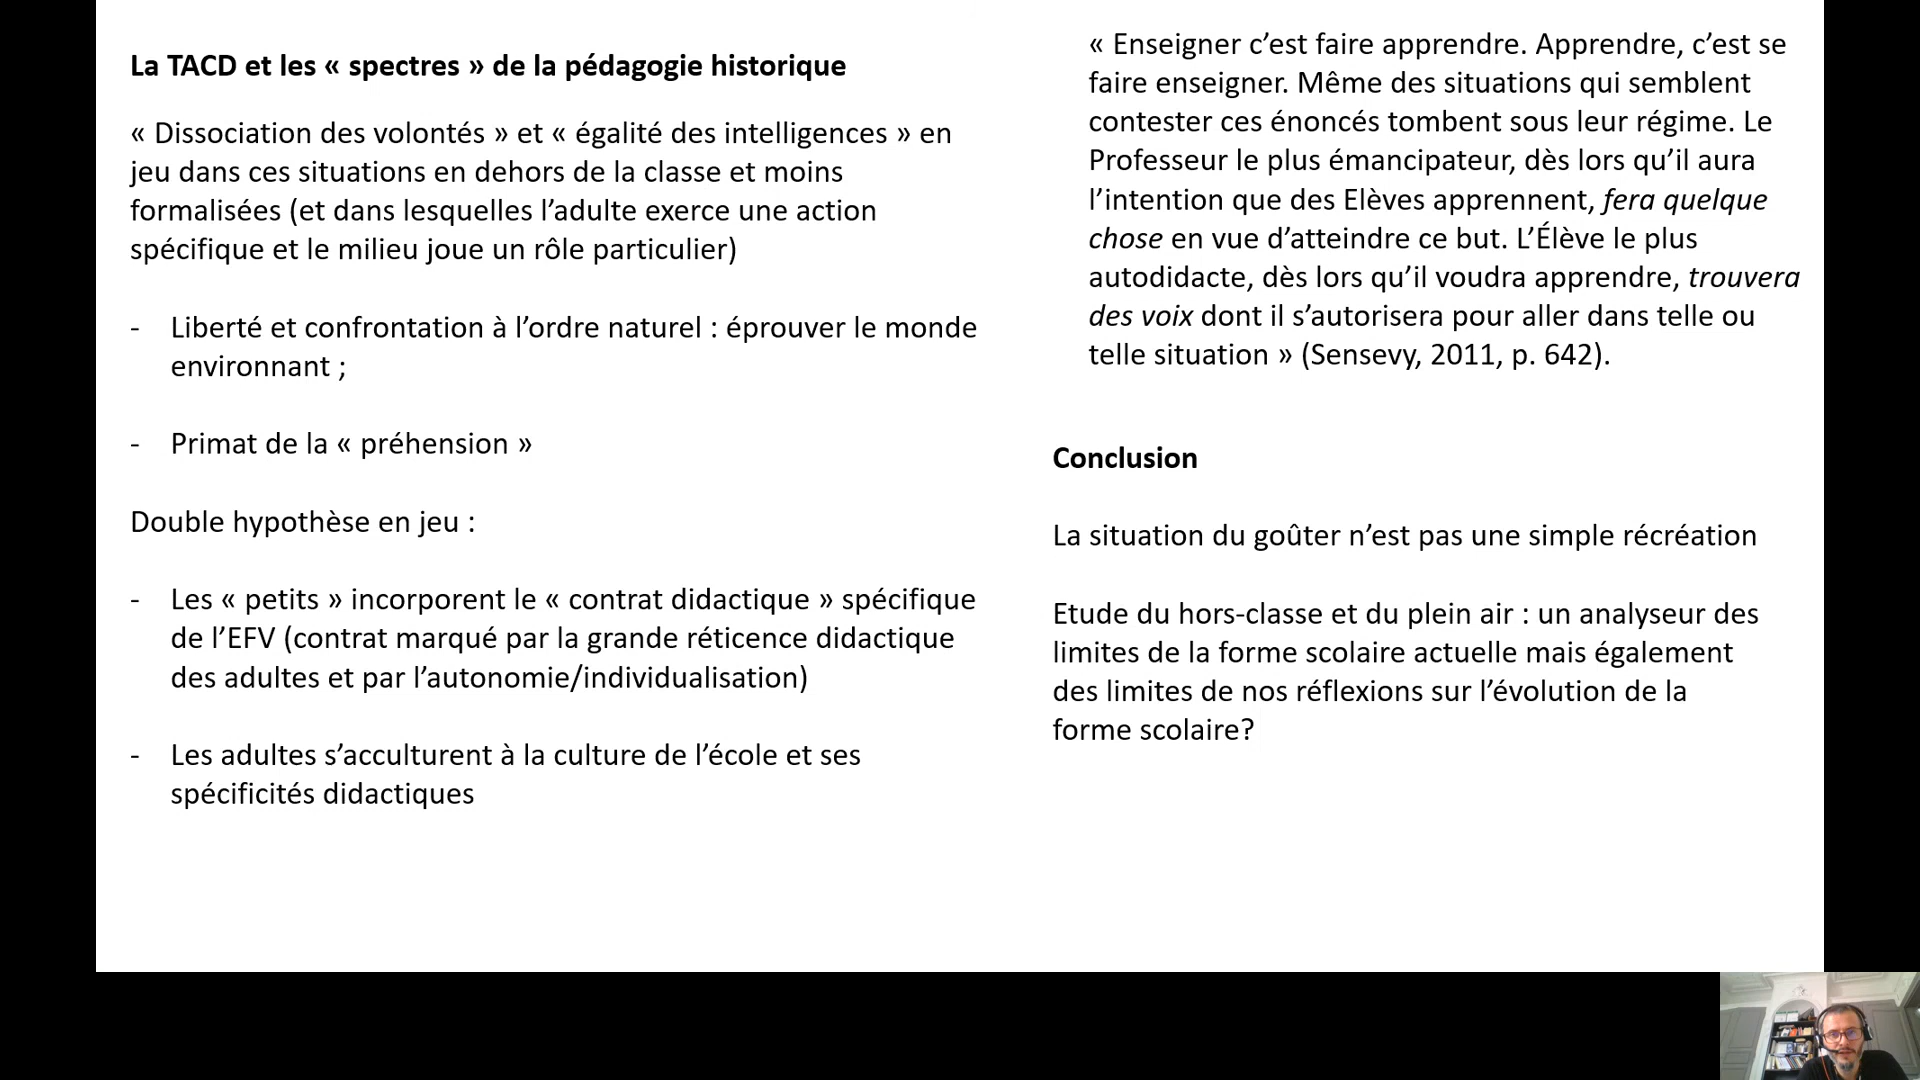 La TACD et les « spectres » de la pédagogie historique
« Dissociation des volontés » et « égalité des intelligences » en
jeu dans ces situations en dehors de la classe et moins
formalisées (et dans lesquelles l’adulte exerce une action
spécifique et le milieu joue un rôle particulier)
- Liberté et confrontation à l’ordre naturel : éprouver le monde
environnant ;
- Primat de la « préhension »
Double hypothèse en jeu :
- Les « petits » incorporent le « contrat didactique » spécifique
de l’EFV (contrat marqué par la grande réticence didactique
des adultes et par l’autonomie/individualisation)
- Les adultes s’acculturent à la culture de l’école et ses
spécificités didactiques
« Enseigner c’est faire apprendre. Apprendre, c’est se
faire enseigner. Même des situations qui semblent
contester ces énoncés tombent sous leur régime. Le
Professeur le plus émancipateur, dès lors qu’il aura
l’intention que des Elèves apprennent, fera quelque
chose en vue d’atteindre ce but. L’Élève le plus
autodidacte, dès lors qu’il voudra apprendre, trouvera
des voix dont il s’autorisera pour aller dans telle ou
telle situation » (Sensevy, 2011, p. 642).
Conclusion
La situation du goûter n’est pas une simple récréation
Etude du hors-classe et du plein air : un analyseur des
limites de la forme scolaire actuelle mais également
des limites de nos réflexions sur l’évolution de la
forme scolaire?